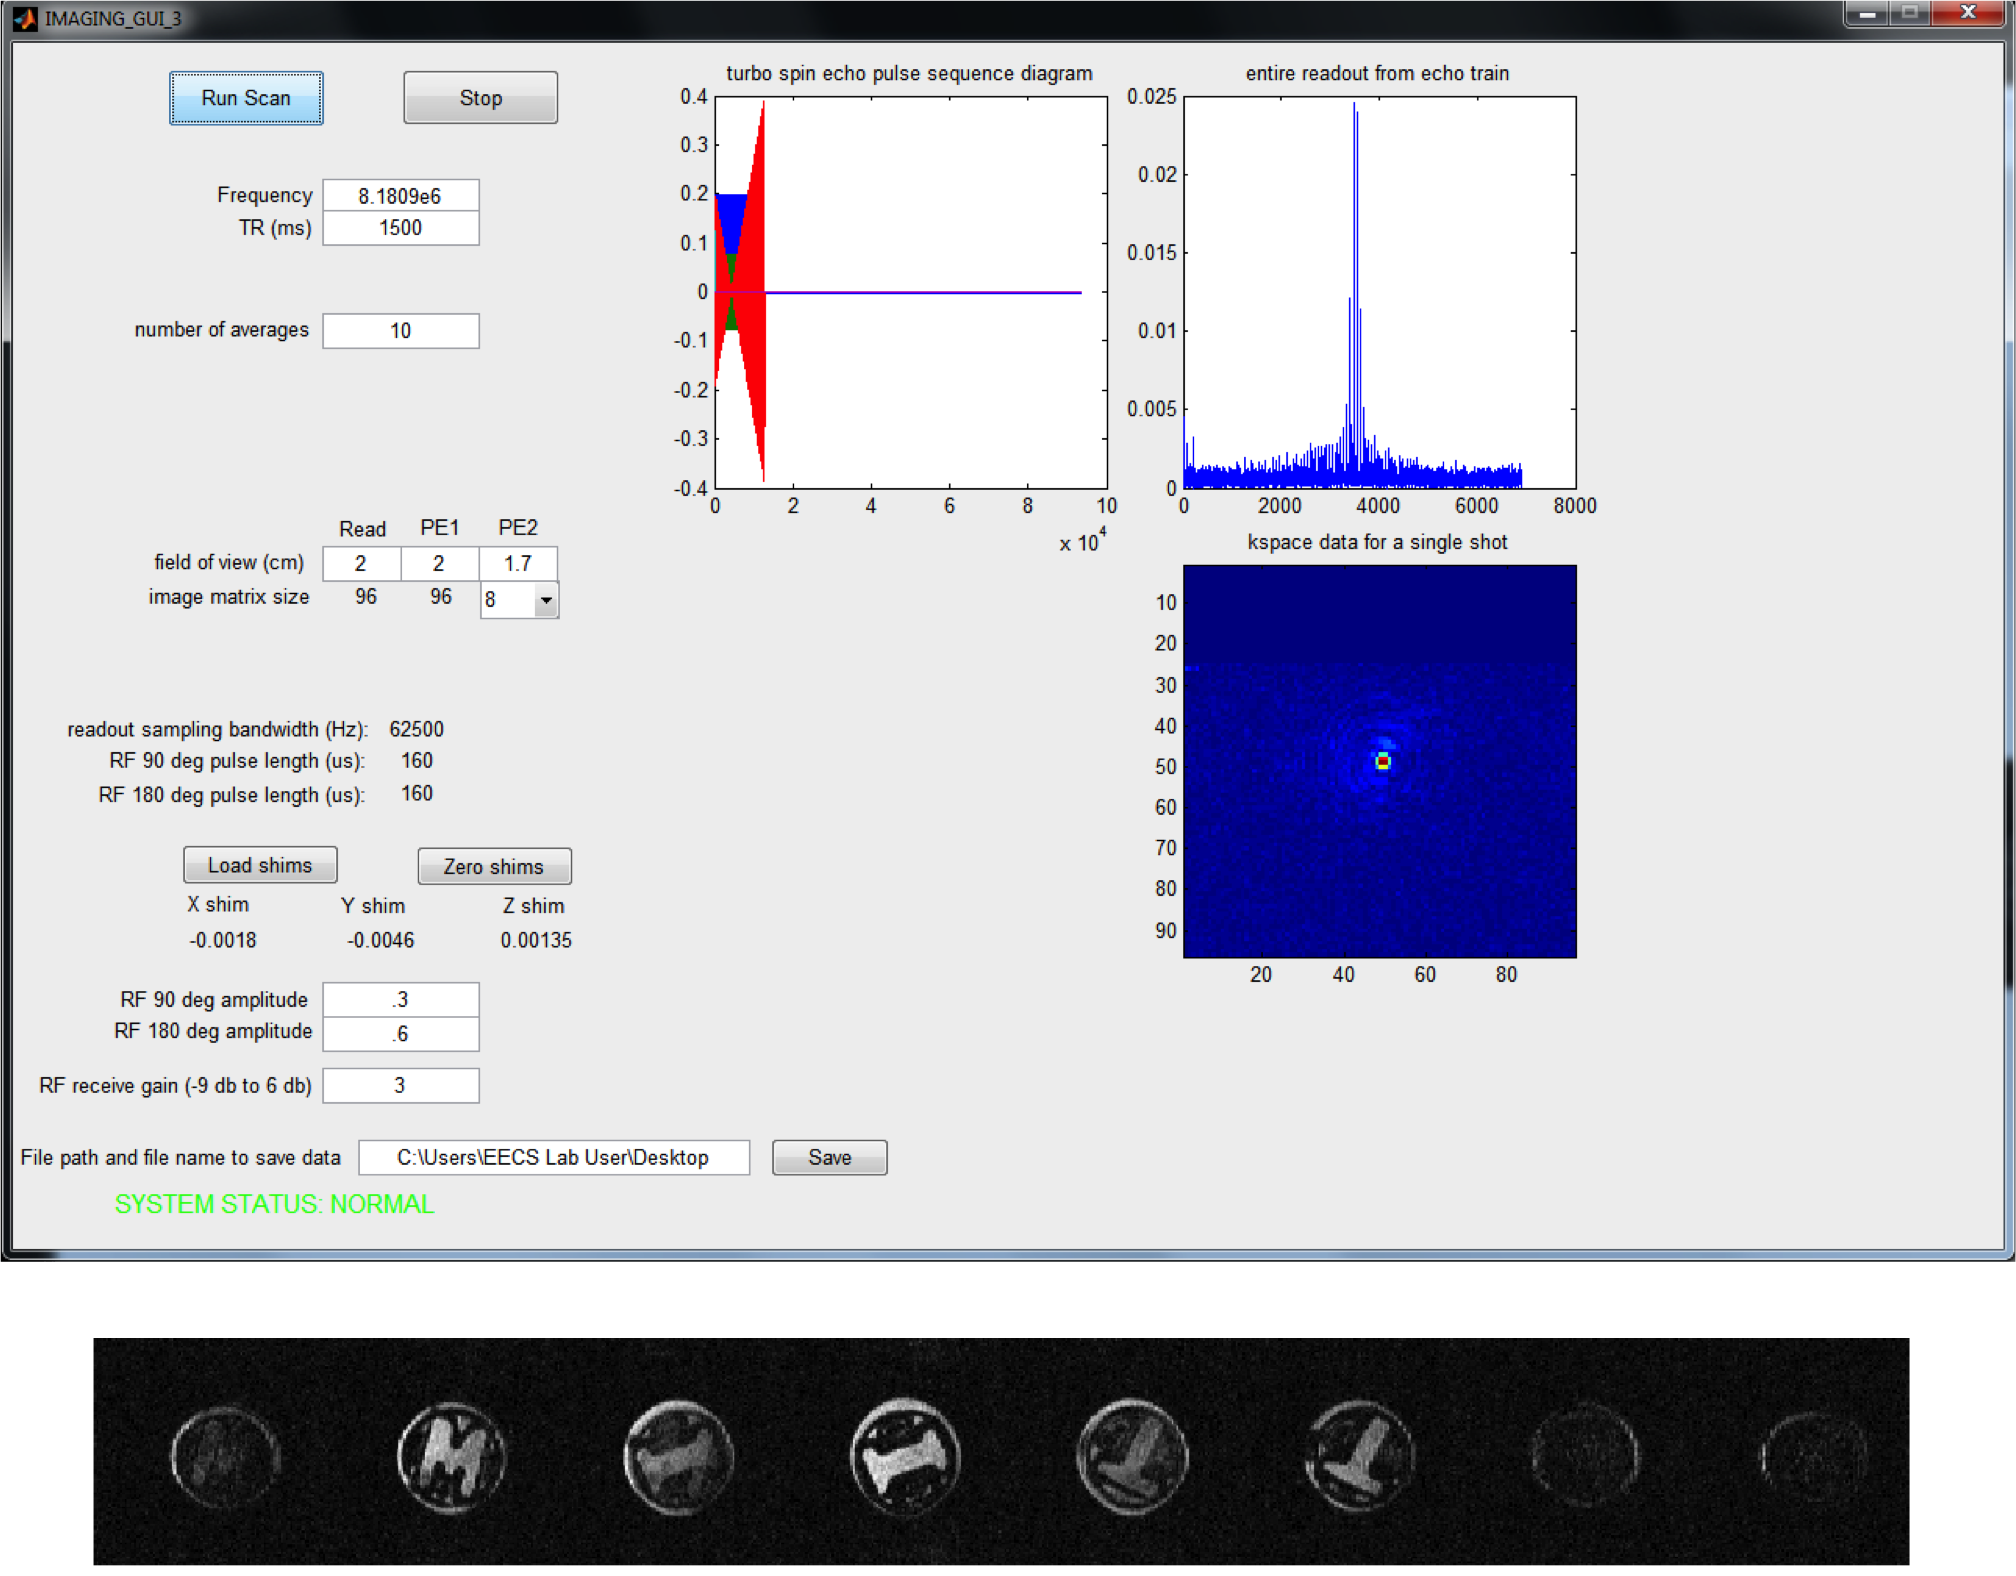 IMAGING_GUI_3
Run Scan
Stop
Frequency 8.1809e6
TR (ms) 1500
number of averages 10
Read PE1 PE2
field of view (cm) 2 2 1.7
image matrix size 96 96 8
readout sampling bandwidth (Hz): 62500
RF 90 deg pulse length (us): 160
RF 180 deg pulse length (us): 160
Load shims
Zero shims
X shim Y shim Z shim
-0.0018 -0.0046 0.00135
RF 90 deg amplitude .3
RF 180 deg amplitude .6
RF receive gain (-9 db to 6 db) 3
File path and file name to save data C:\Users\EECS Lab User\Desktop Save
SYSTEM STATUS: NORMAL
turbo spin echo pulse sequence diagram
0.4
0.3
0.2
0.1
0
-0.1
-0.2
-0.3
-0.4
0 2 4 6 8 10
x 10^4
entire readout from echo train
0.025
0.02
0.015
0.01
0.005
0
0 2000 4000 6000 8000
kspace data for a single shot
10
20
30
40
50
60
70
80
90
20 40 60 80
M
I
T